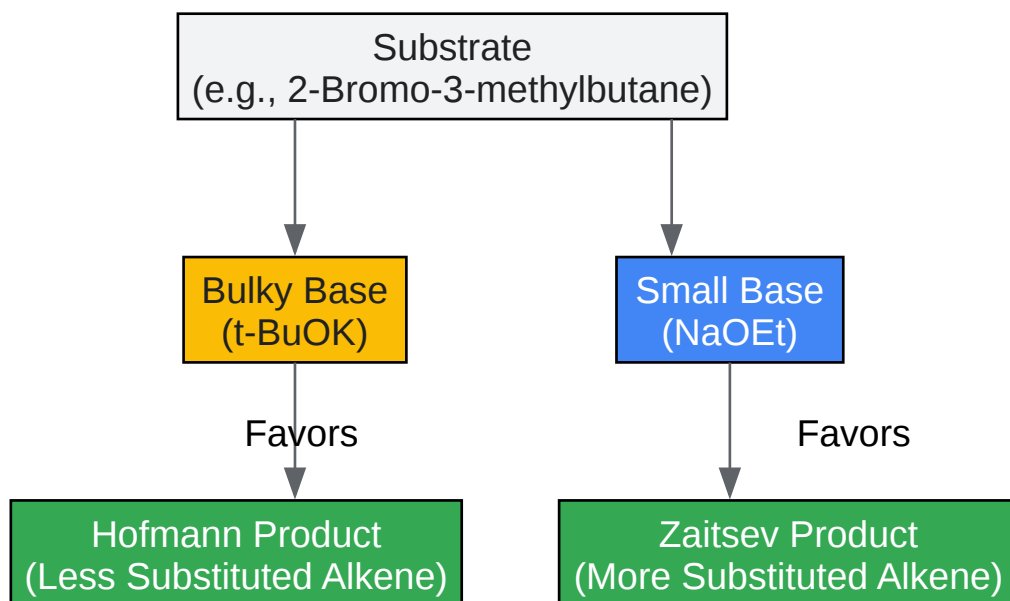 Substrate
(e.g., 2-Bromo-3-methylbutane)
Bulky Base
(t-BuOK)
Small Base
(NaOEt)
Favors
Favors
Hofmann Product
(Less Substituted Alkene)
Zaitsev Product
(More Substituted Alkene)